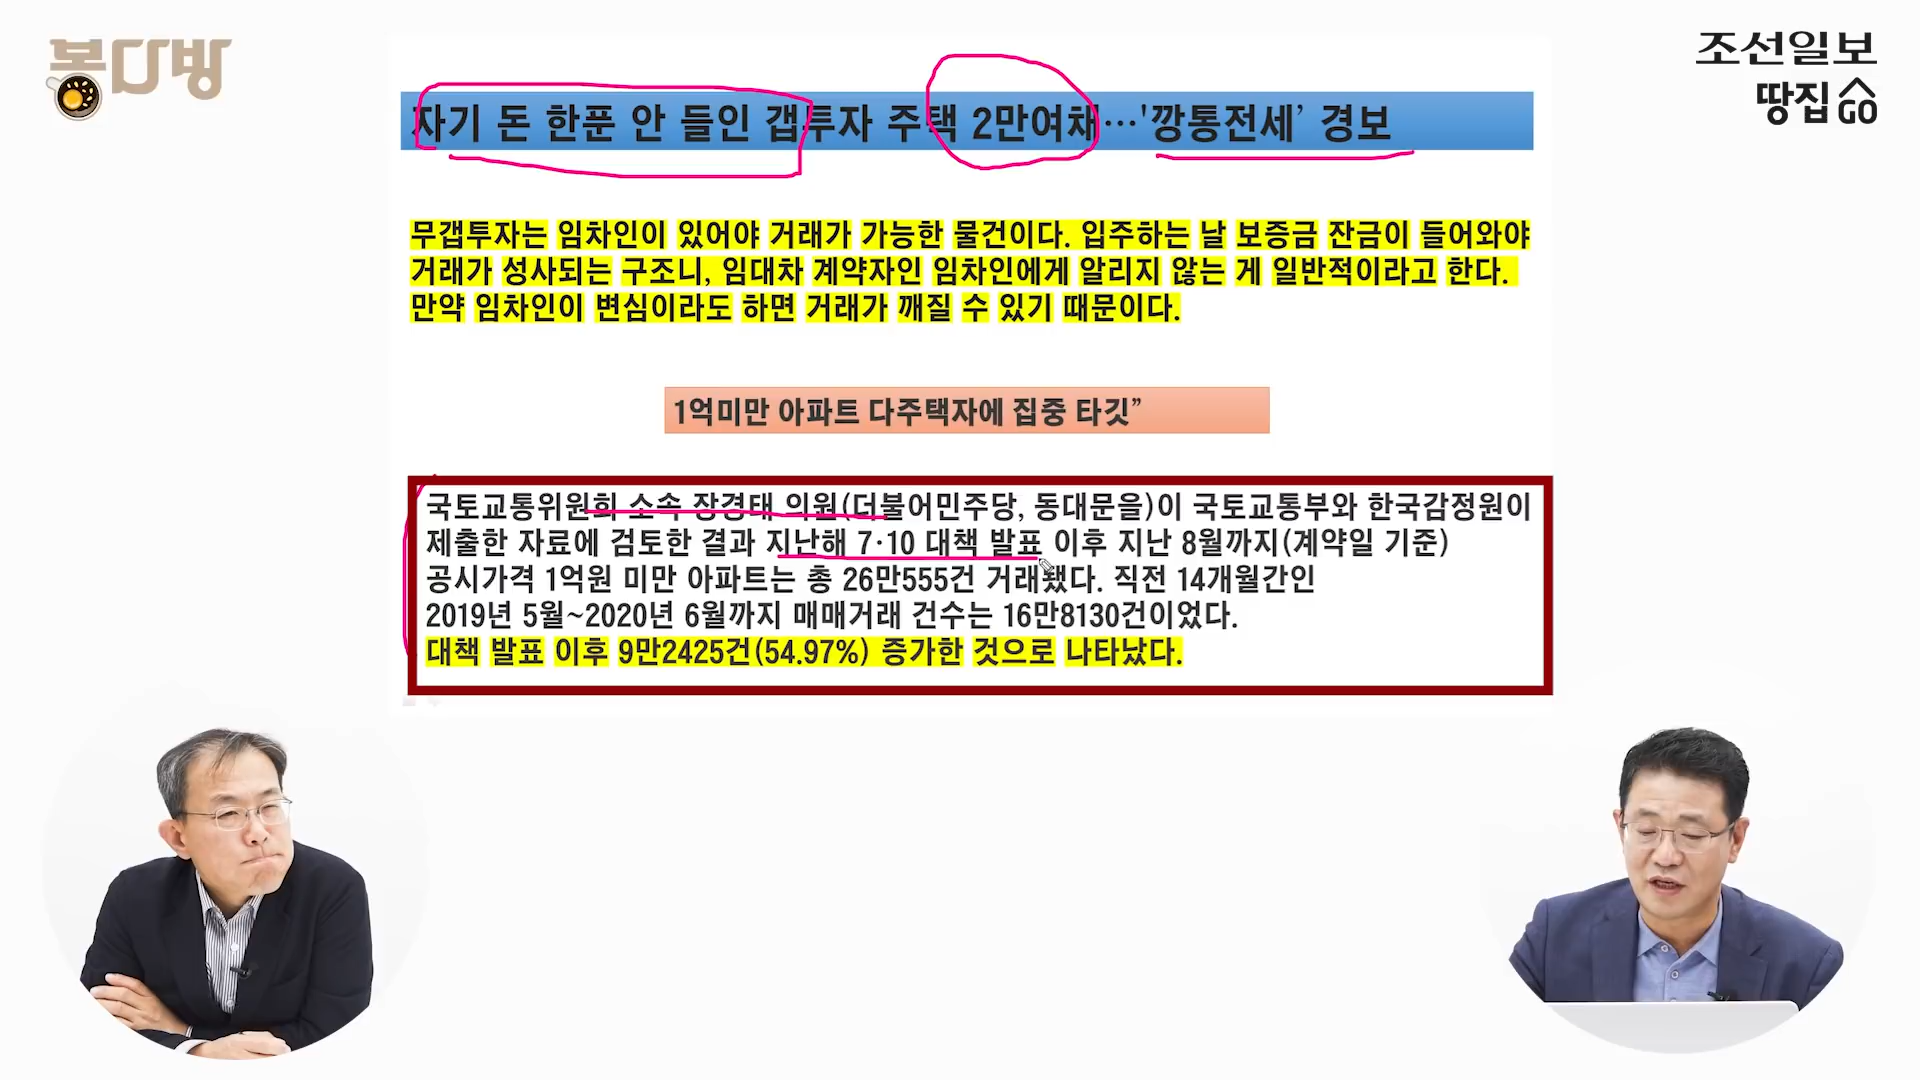 봉다방
조선일보
땅집GO
자기 돈 한푼 안 들인 갭투자 주택 2만여채…'깡통전세’ 경보
무갭투자는 임차인이 있어야 거래가 가능한 물건이다. 입주하는 날 보증금 잔금이 들어와야
거래가 성사되는 구조니, 임대차 계약자인 임차인에게 알리지 않는 게 일반적이라고 한다.
만약 임차인이 변심이라도 하면 거래가 깨질 수 있기 때문이다.
1억미만 아파트 다주택자에 집중 타깃”
국토교통위원회 소속 장경태 의원(더불어민주당, 동대문을)이 국토교통부와 한국감정원이
제출한 자료에 검토한 결과 지난해 7·10 대책 발표 이후 지난 8월까지(계약일 기준)
공시가격 1억원 미만 아파트는 총 26만555건 거래됐다. 직전 14개월간인
2019년 5월~2020년 6월까지 매매거래 건수는 16만8130건이었다.
대책 발표 이후 9만2425건(54.97%) 증가한 것으로 나타났다.